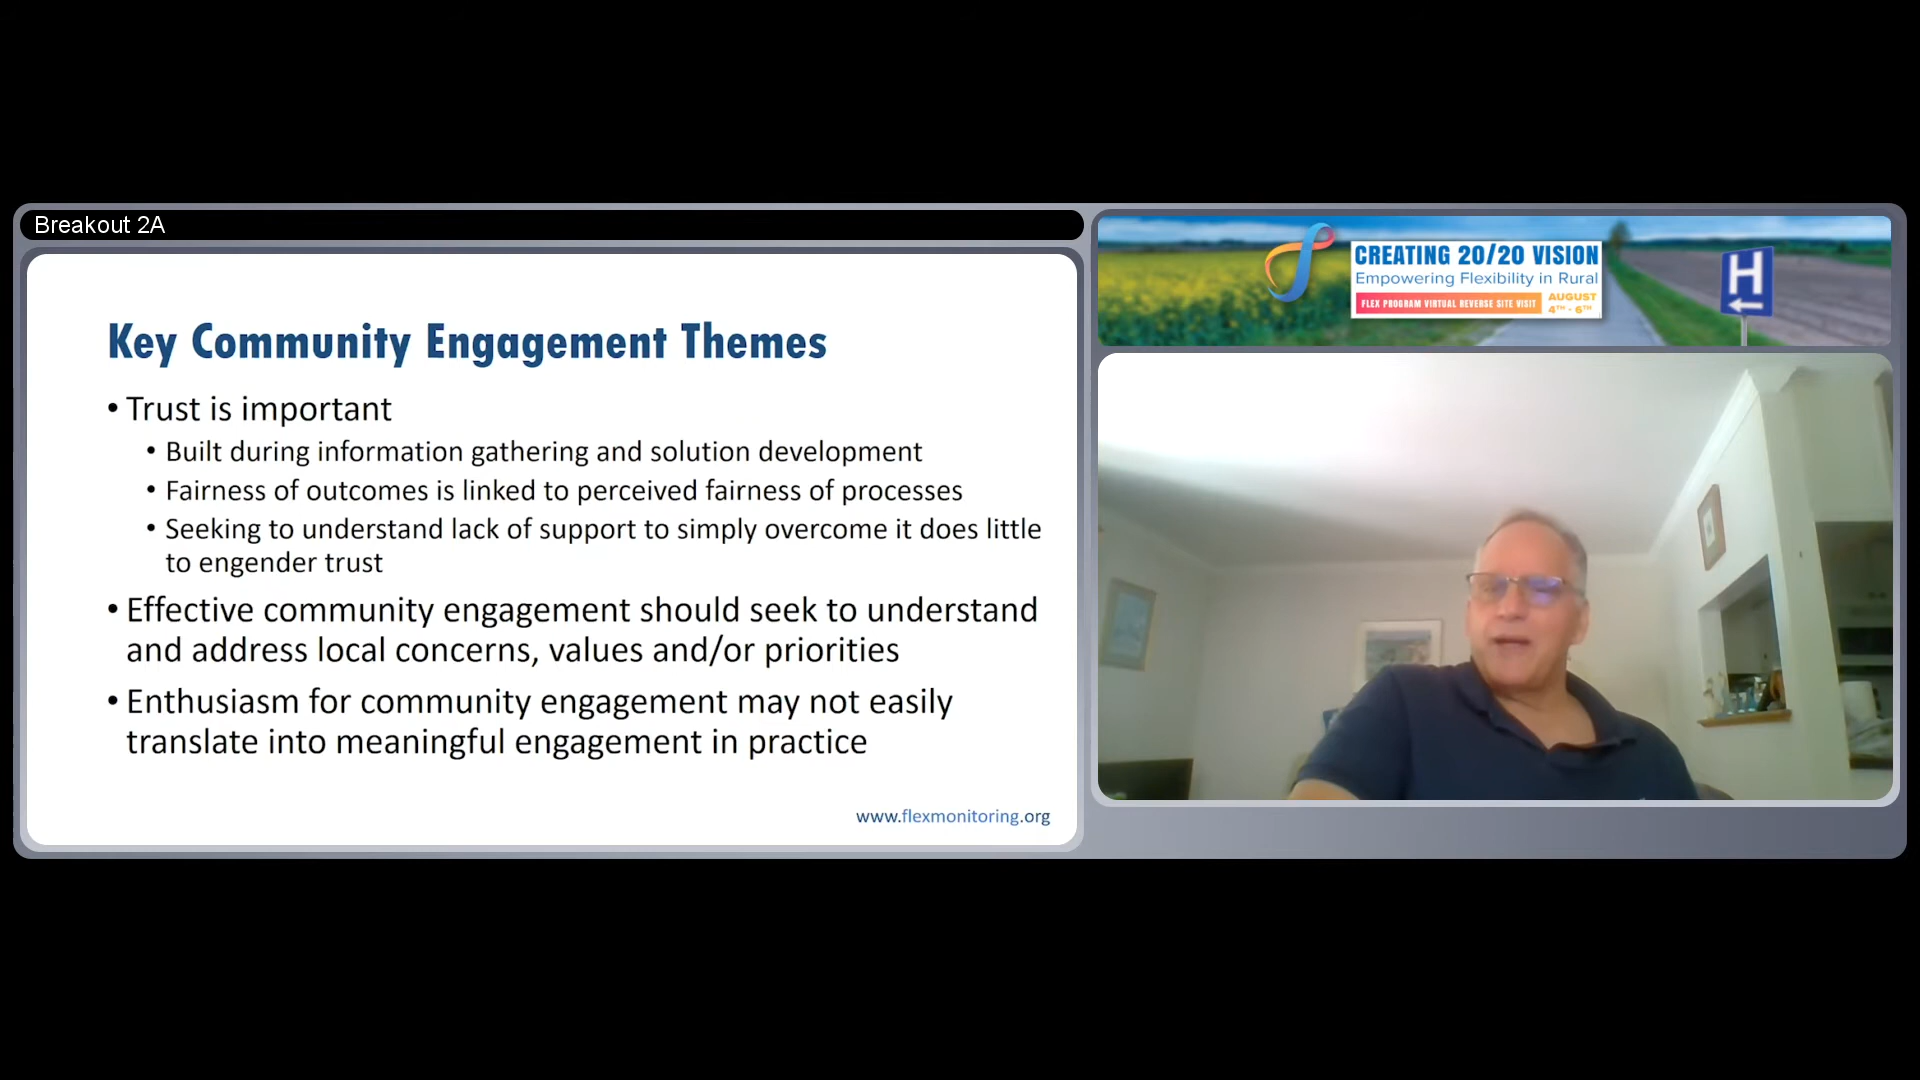 Breakout 2A
Key Community Engagement Themes
• Trust is important
• Built during information gathering and solution development
• Fairness of outcomes is linked to perceived fairness of processes
• Seeking to understand lack of support to simply overcome it does little
to engender trust
• Effective community engagement should seek to understand
and address local concerns, values and/or priorities
• Enthusiasm for community engagement may not easily
translate into meaningful engagement in practice
www.flexmonitoring.org
CREATING 20/20 VISION
Empowering Flexibility in Rural
FLEX PROGRAM VIRTUAL REVERSE SITE VISIT
AUGUST
4TH - 6TH
H